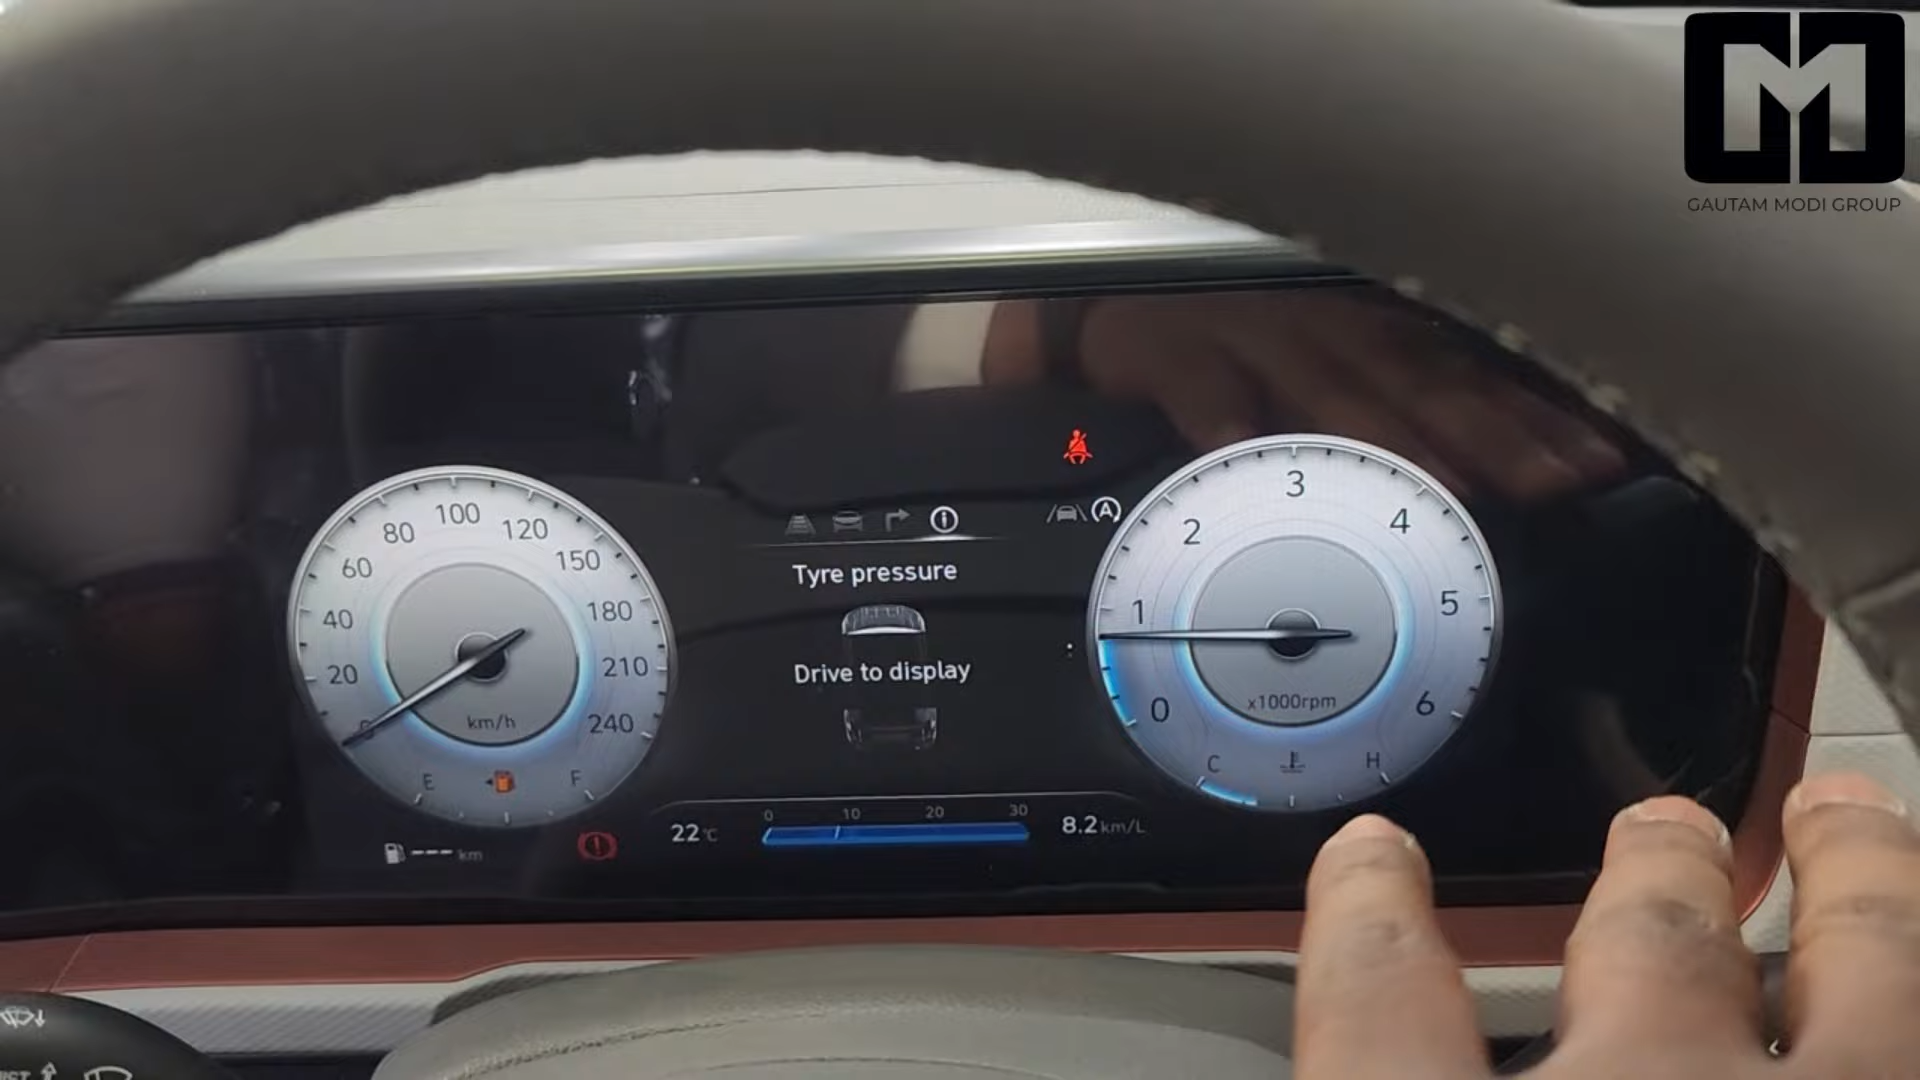 GAUTAM MODI GROUP
0
20
40
60
80
100
120
150
180
210
240
km/h
E
F
--- km
Tyre pressure
Drive to display
22°C
0 10 20 30
8.2 km/L
A
0
1
2
3
4
5
6
x1000rpm
C
H